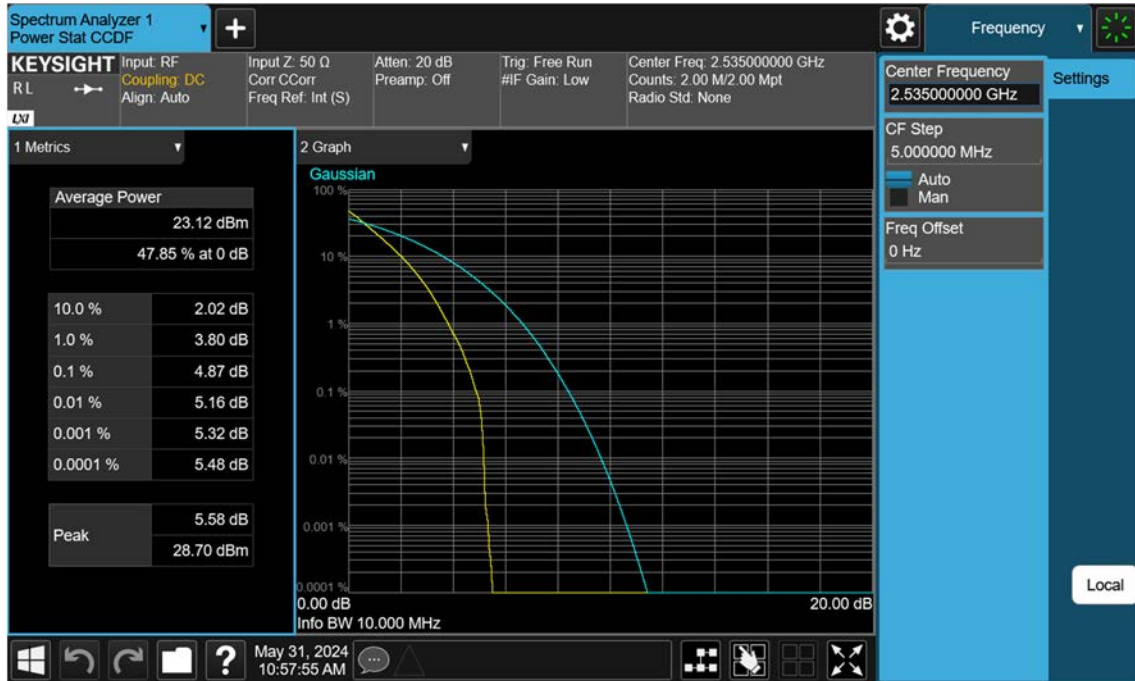 Spectrum Analyzer 1
Power Stat CCDF
Frequency
KEYSIGHT
R L
LXI
Input: RF
Coupling: DC
Align: Auto
Input Z: 50 Ω
Corr CCorr
Freq Ref: Int (S)
Atten: 20 dB
Preamp: Off
Trig: Free Run
#IF Gain: Low
Center Freq: 2.535000000 GHz
Counts: 2.00 M/2.00 Mpt
Radio Std: None
Center Frequency
2.535000000 GHz
Settings
CF Step
5.000000 MHz
Auto
Man
Freq Offset
0 Hz
Local
1 Metrics
Average Power
23.12 dBm
47.85 % at 0 dB
10.0 % 2.02 dB
1.0 % 3.80 dB
0.1 % 4.87 dB
0.01 % 5.16 dB
0.001 % 5.32 dB
0.0001 % 5.48 dB
Peak
5.58 dB
28.70 dBm
2 Graph
Gaussian
100 %
10 %
1 %
0.1 %
0.01 %
0.001 %
0.0001 %
0.00 dB 20.00 dB
Info BW 10.000 MHz
?
May 31, 2024
10:57:55 AM